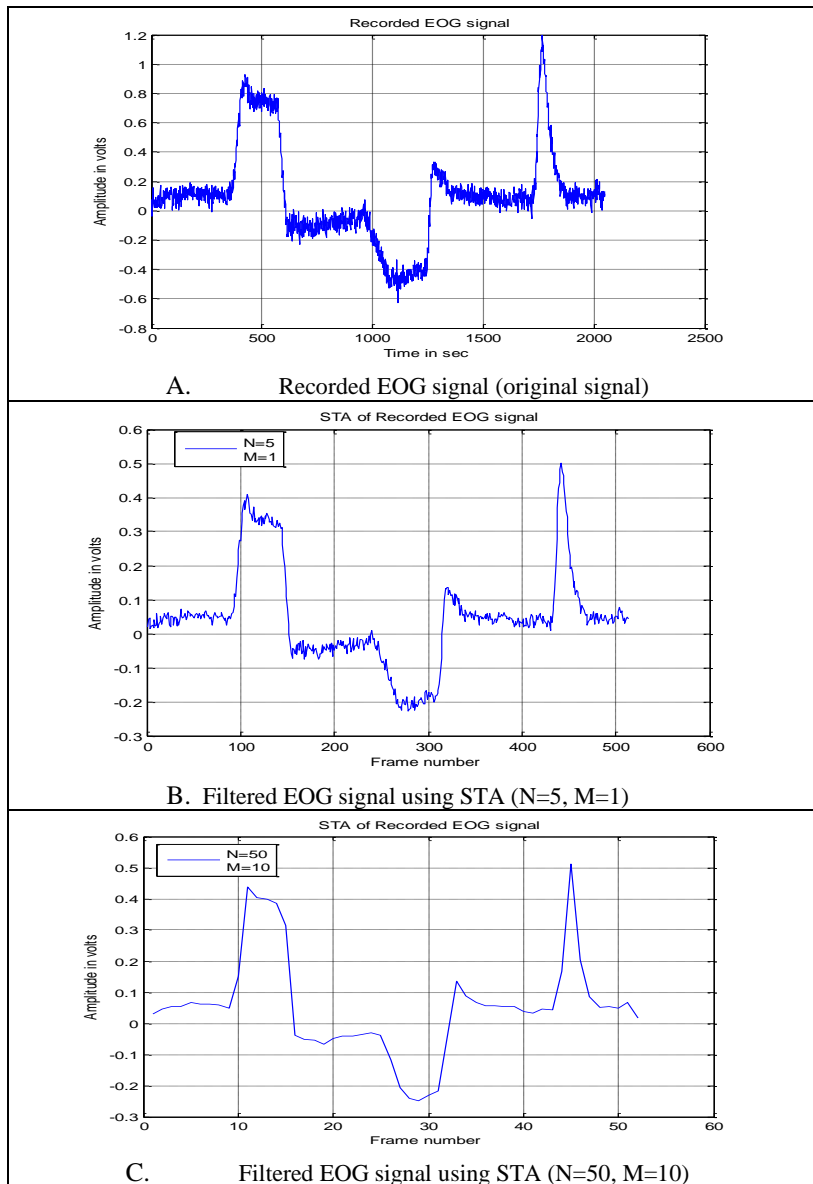 Recorded EOG signal
1.2
1
0.8
0.6
0.4
0.2
0
-0.2
-0.4
-0.6
-0.8
Amplitude in volts
0 500 1000 1500 2000 2500
Time in sec
A. Recorded EOG signal (original signal)
STA of Recorded EOG signal
N=5
M=1
0.6
0.5
0.4
0.3
0.2
0.1
0
-0.1
-0.2
-0.3
Amplitude in volts
0 100 200 300 400 500 600
Frame number
B. Filtered EOG signal using STA (N=5, M=1)
STA of Recorded EOG signal
N=50
M=10
0.6
0.5
0.4
0.3
0.2
0.1
0
-0.1
-0.2
-0.3
Amplitude in volts
0 10 20 30 40 50 60
Frame number
C. Filtered EOG signal using STA (N=50, M=10)